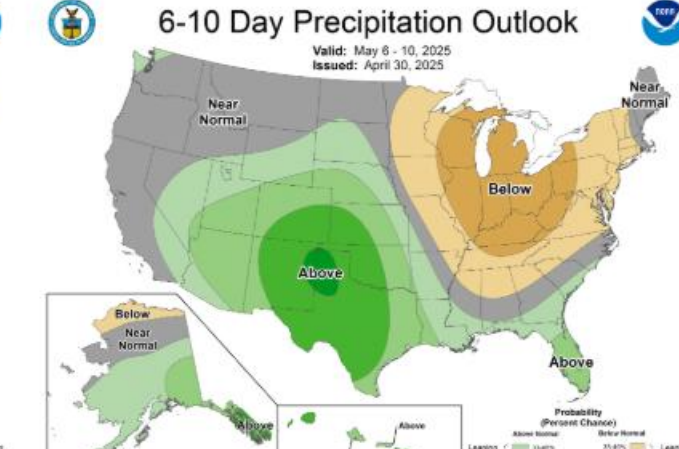 6-10 Day Precipitation Outlook
Valid: May 6 - 10, 2025
Issued: April 30, 2025
noaa
Near
Normal
Near
Normal
Below
Above
Above
Below
Near
Normal
Above
Above
Probability
(Percent Chance)
Above Normal Below Normal
Leaning